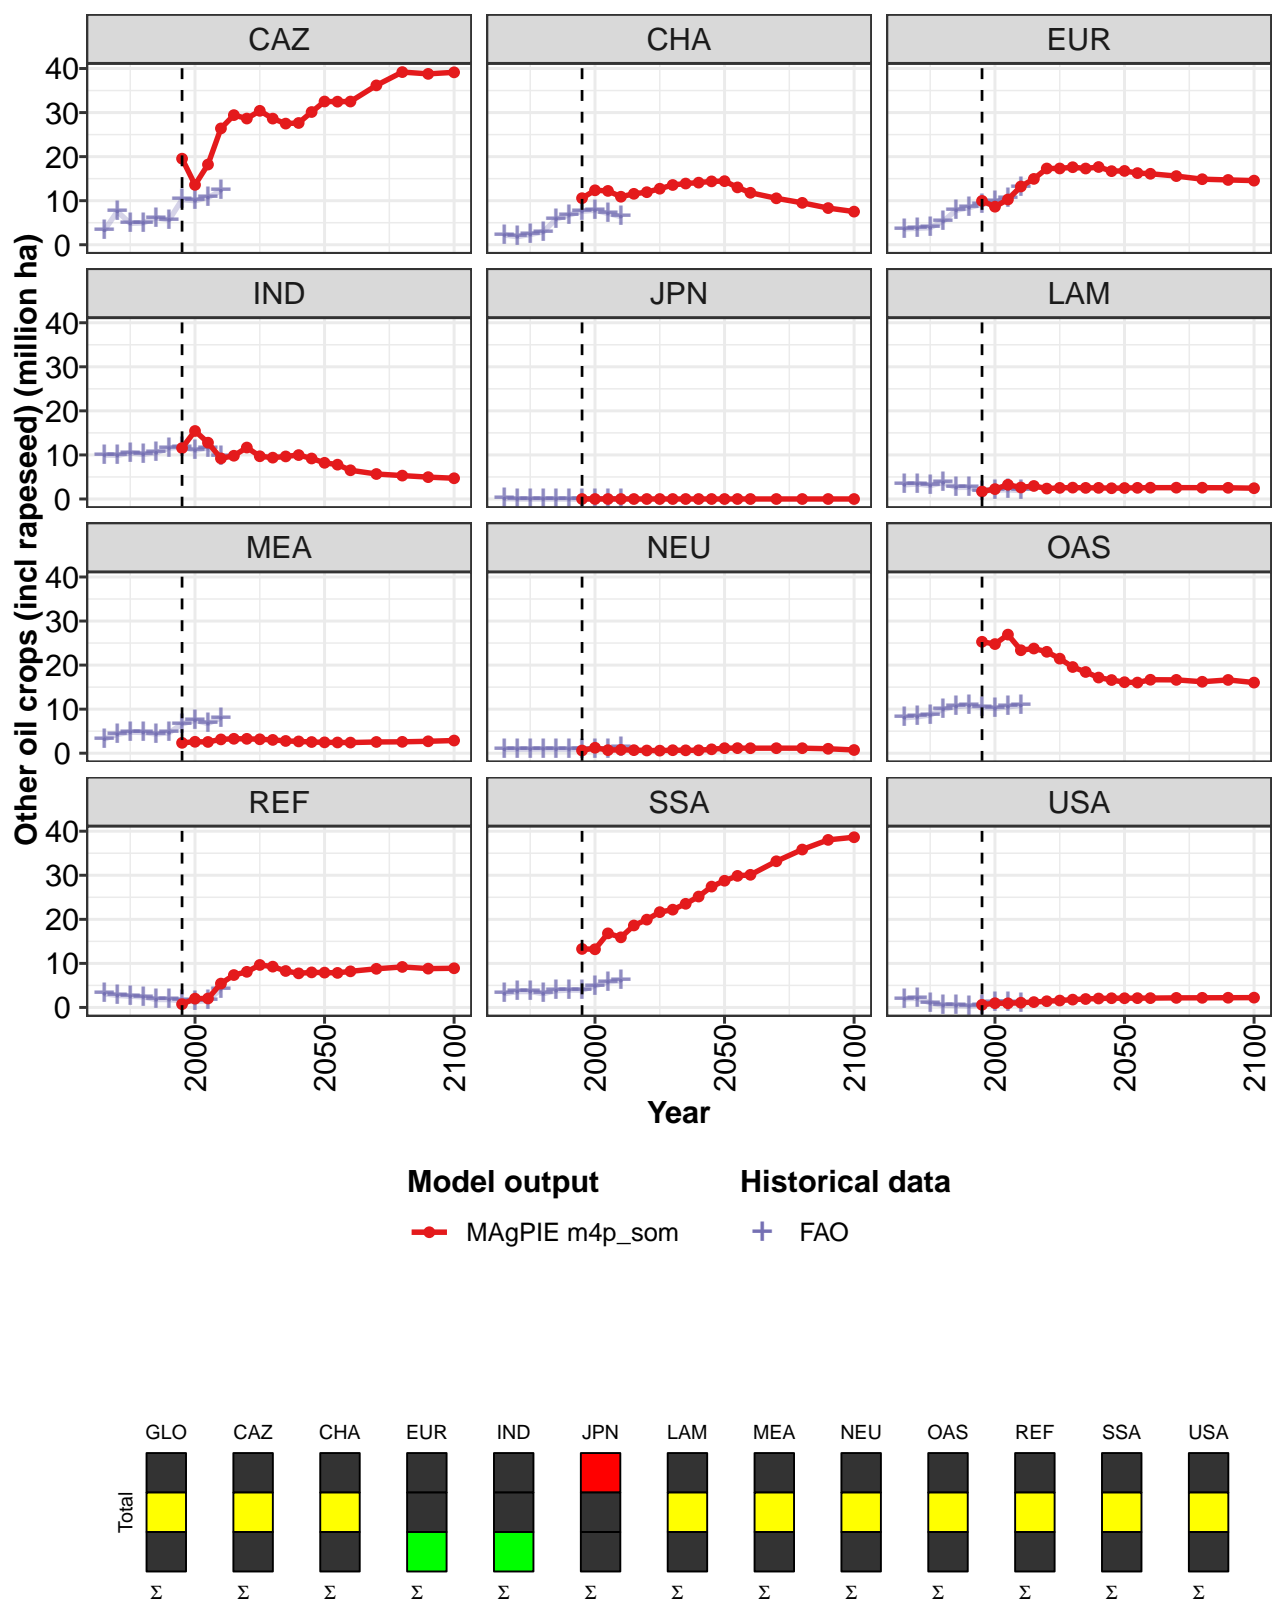 CAZ CHA EUR
40
30
20
10
0
IND JPN LAM
40
30
20
10
0
MEA NEU OAS
40
30
20
10
0
REF SSA USA
40
30
20
10
0
Other oil crops (incl rapeseed) (million ha)
2000 2050 2100 2000 2050 2100 2000 2050 2100
Year
Model output Historical data
MAgPIE m4p_som FAO
GLO CAZ CHA EUR IND JPN LAM MEA NEU OAS REF SSA USA
Total
Σ Σ Σ Σ Σ Σ Σ Σ Σ Σ Σ Σ Σ